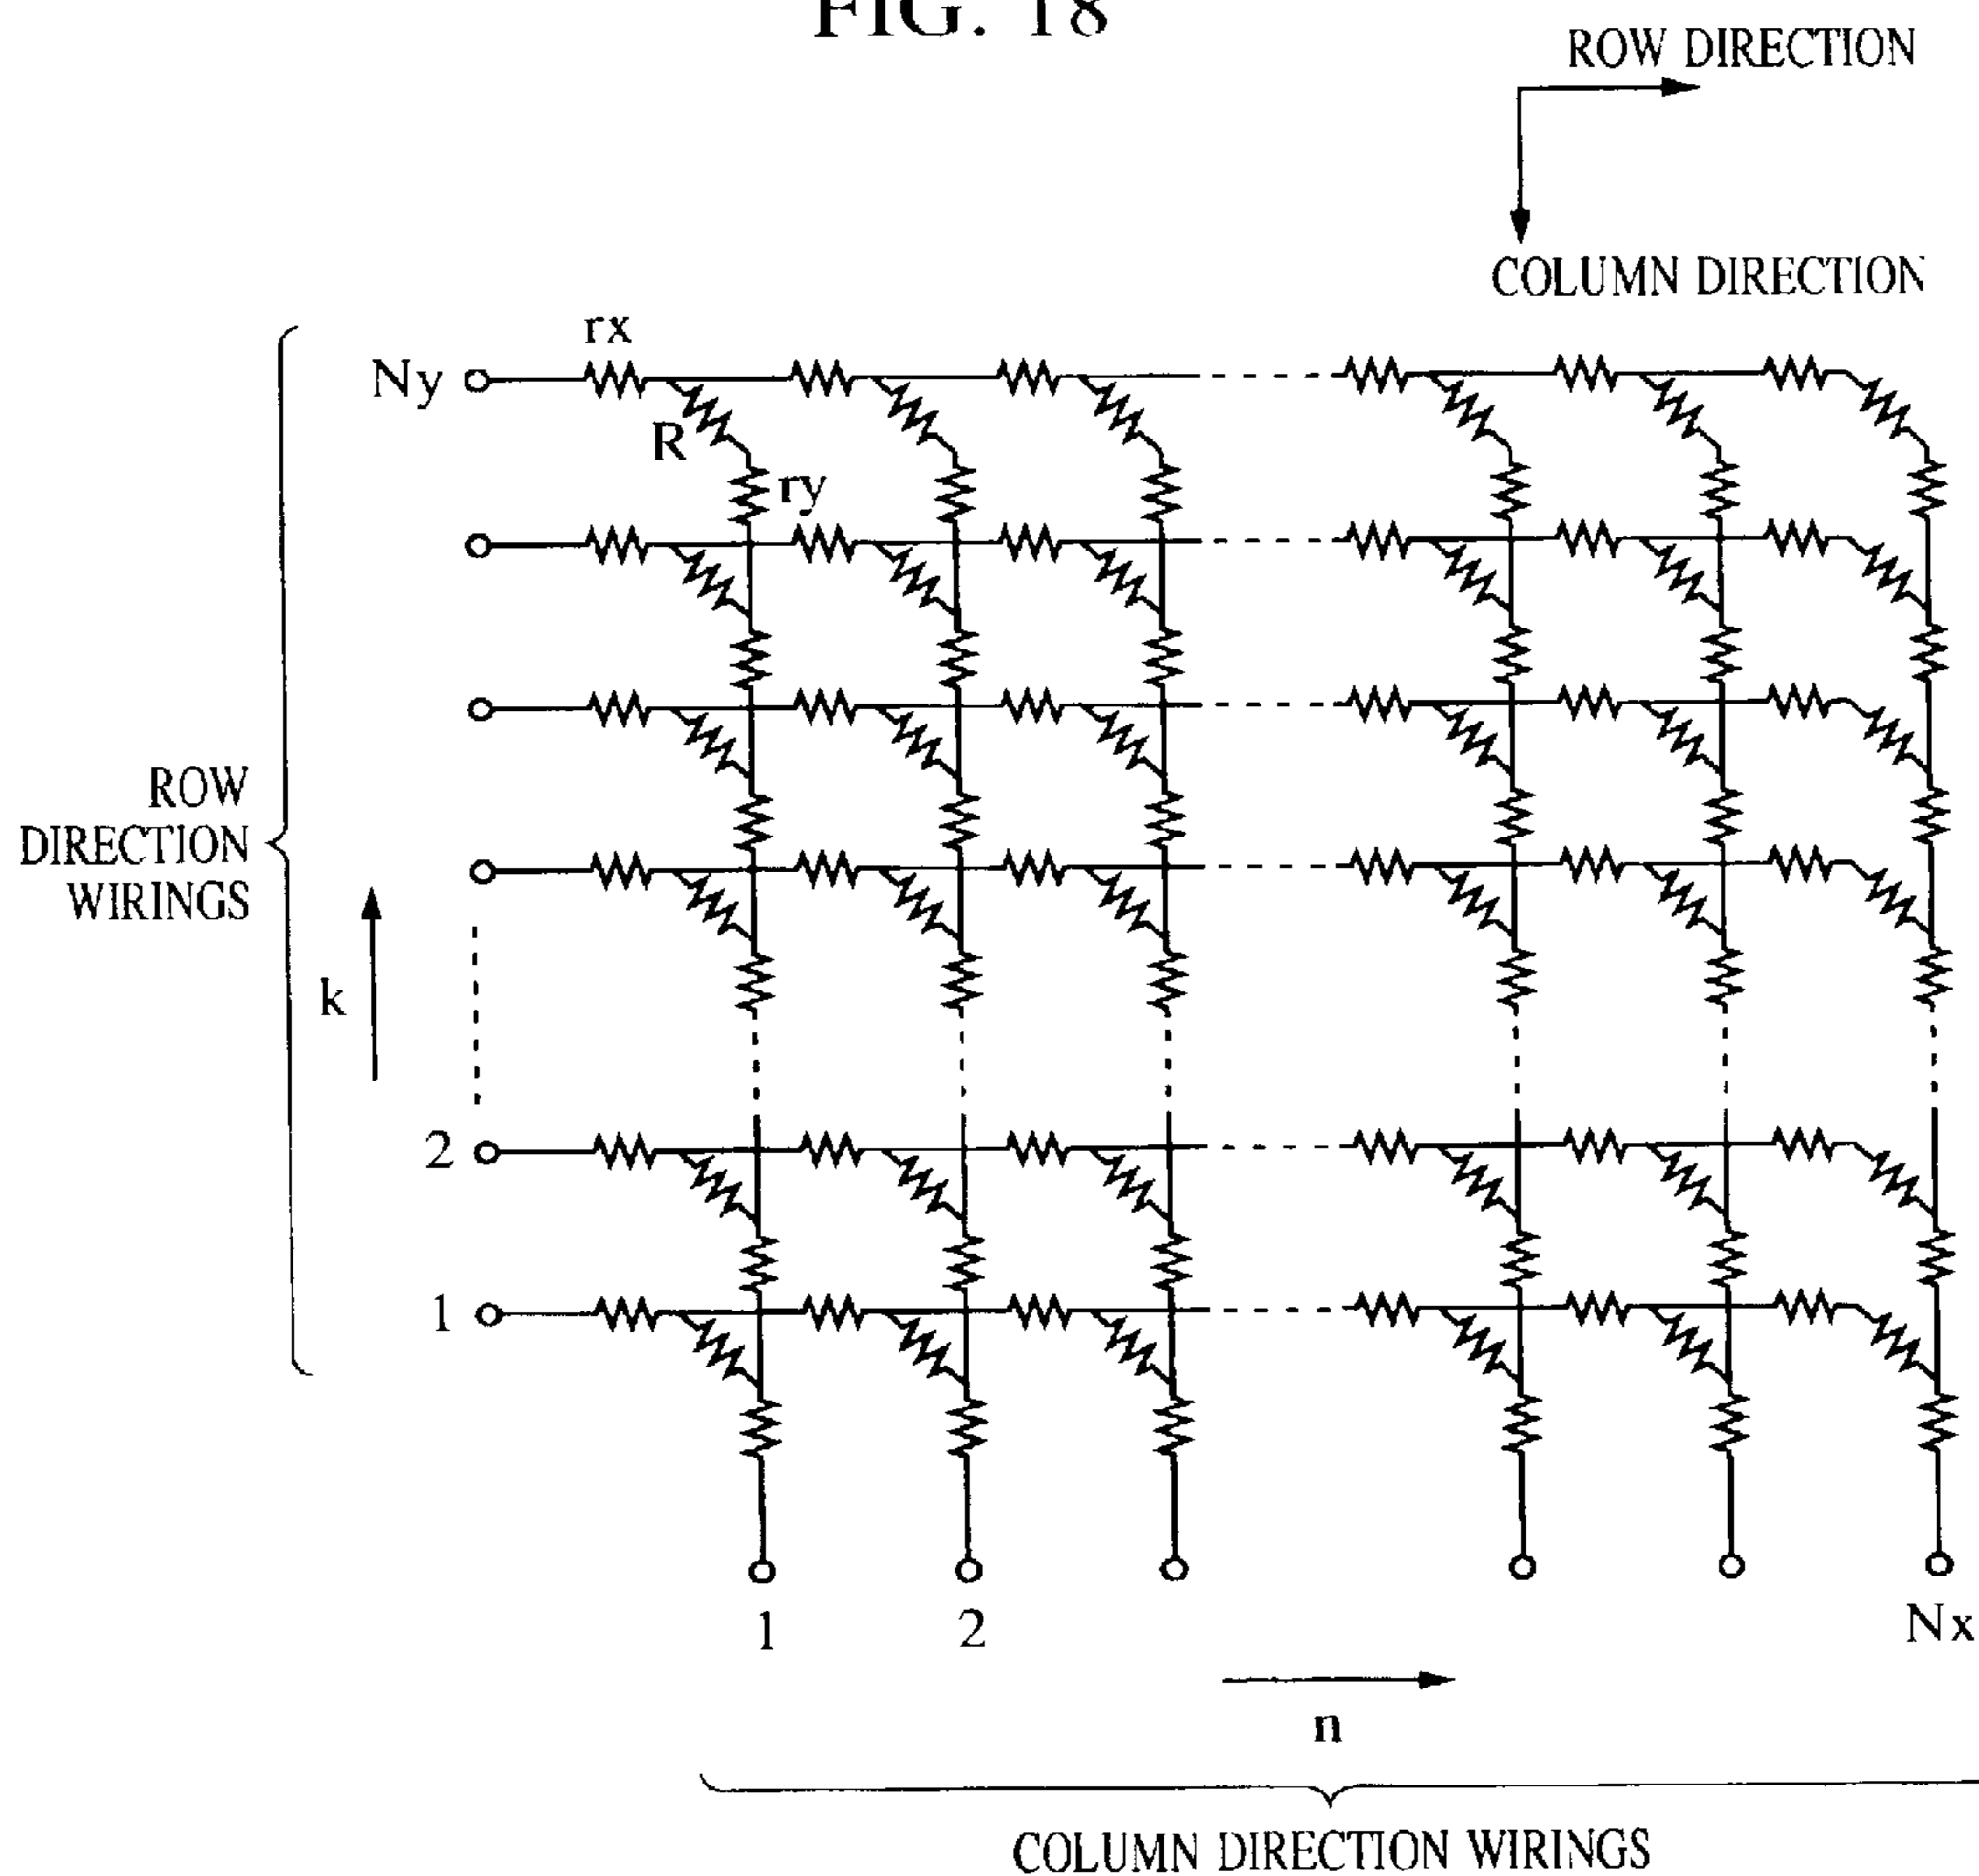 FIG. 18
ROW DIRECTION
COLUMN DIRECTION
rx
Ny
R
ry
ROW
DIRECTION
WIRINGS
k
2
1
1
2
Nx
n
COLUMN DIRECTION WIRINGS